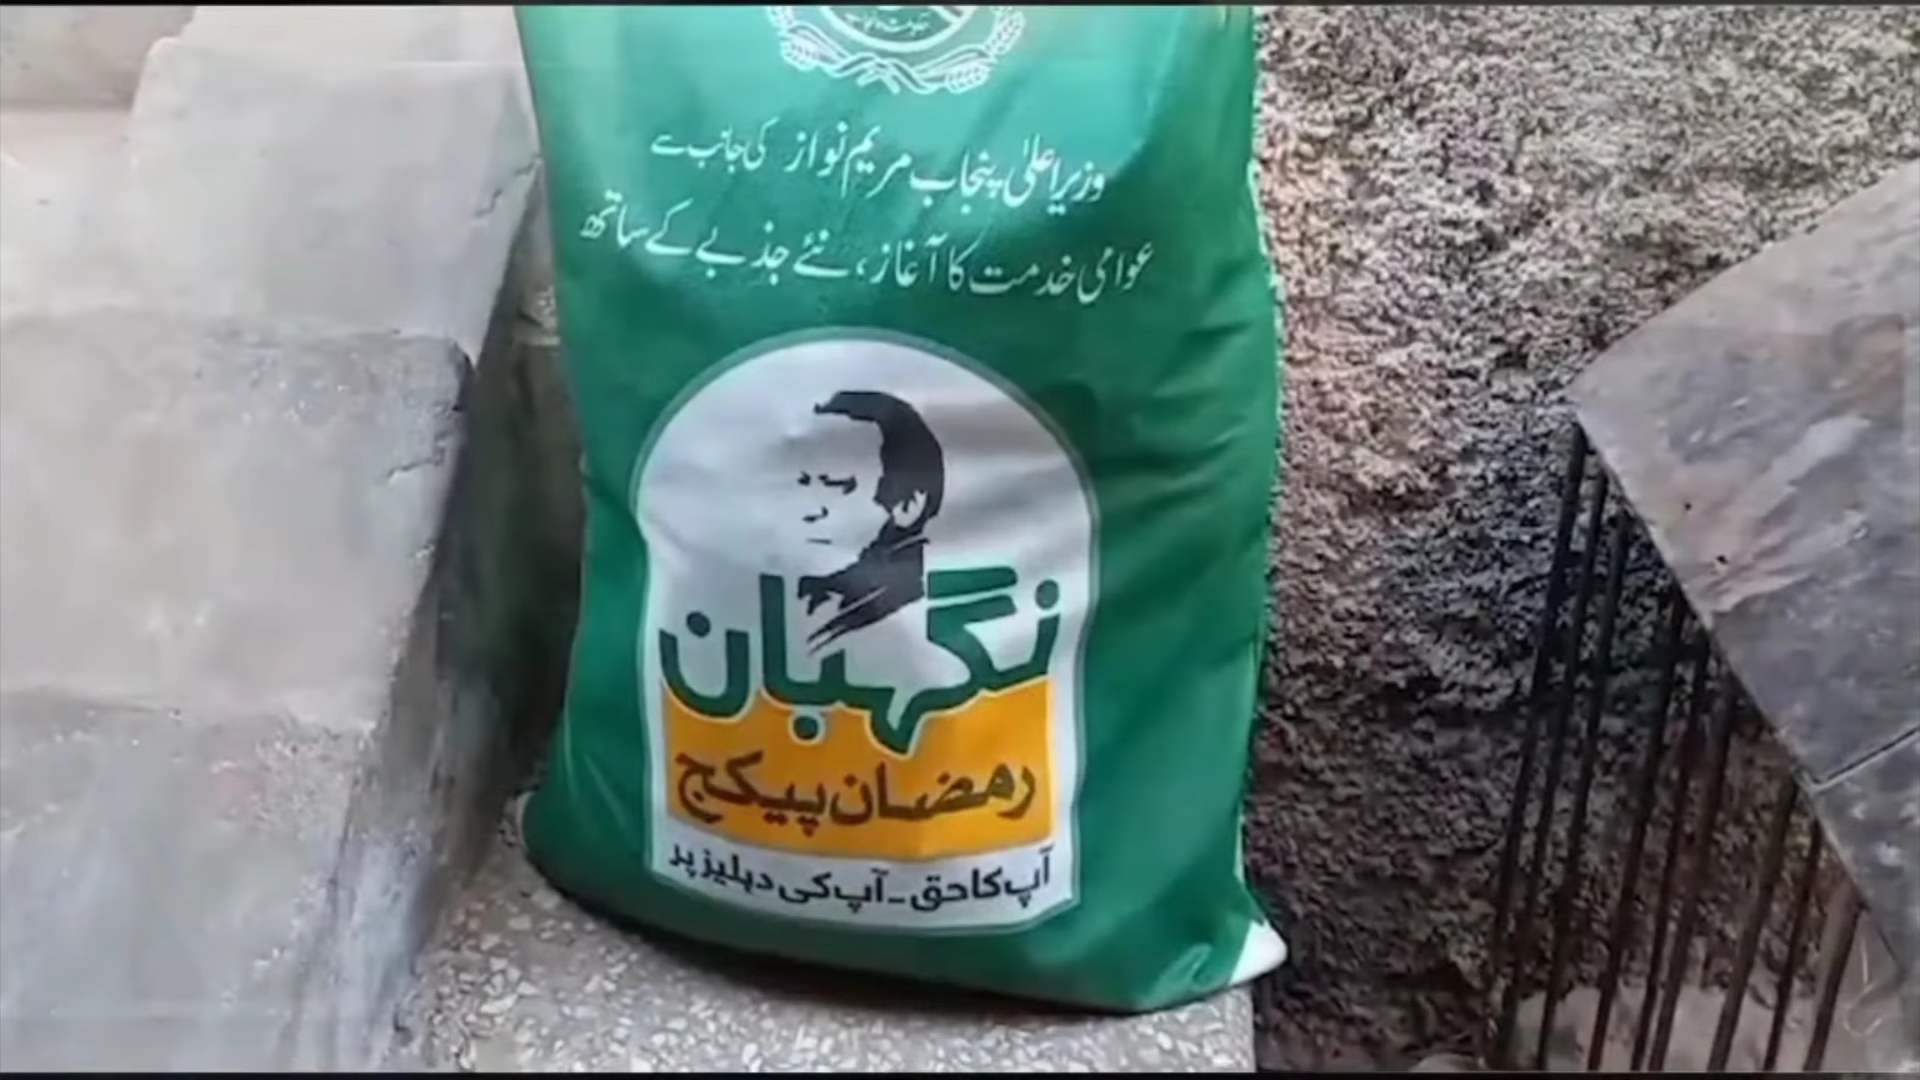 وزیراعلیٰ پنجاب مریم نواز کی جانب سے
عوامی خدمت کا آغاز، نئے جذبے کے ساتھ
نگہبان
رمضان پیکج
آپ کا حق - آپ کی دہلیز پر